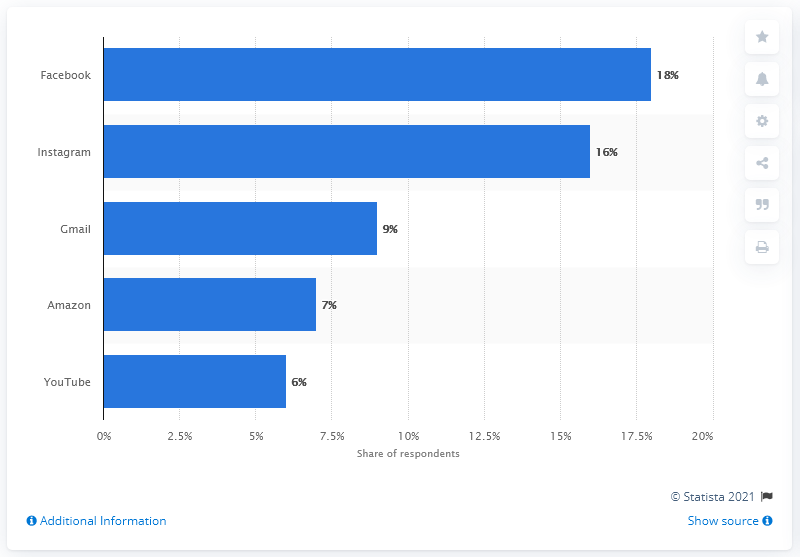 Facebook 18%
Instagram 16%
Gmail 9%
Amazon 7%
YouTube 6%
0% 2.5% 5% 7.5% 10% 12.5% 15% 17.5% 20%
Share of respondents
© Statista 2021
Additional Information Show source